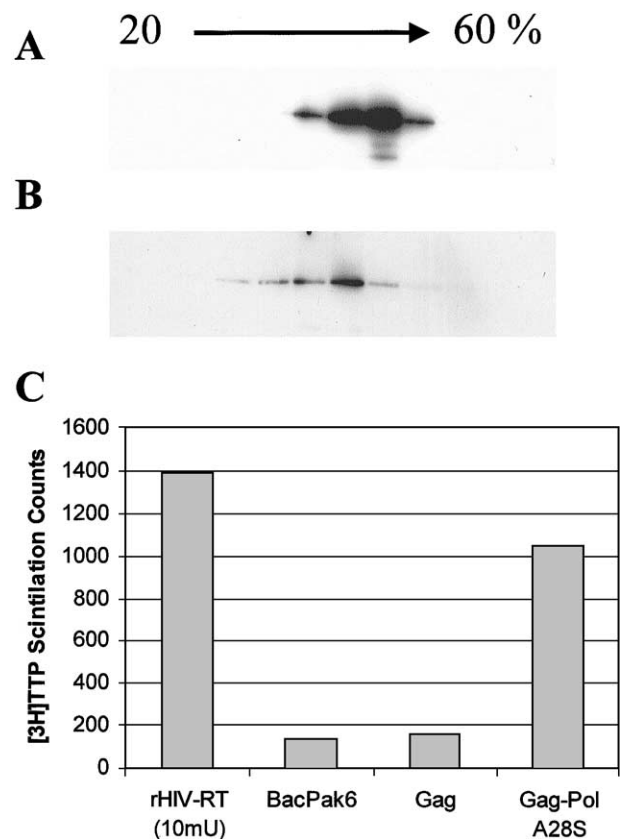 20 60 %
A
B
C
[3H]TTP Scintilation Counts
1600
1400
1200
1000
800
600
400
200
0
rHIV-RT (10mU)
BacPak6
Gag
Gag-Pol A28S